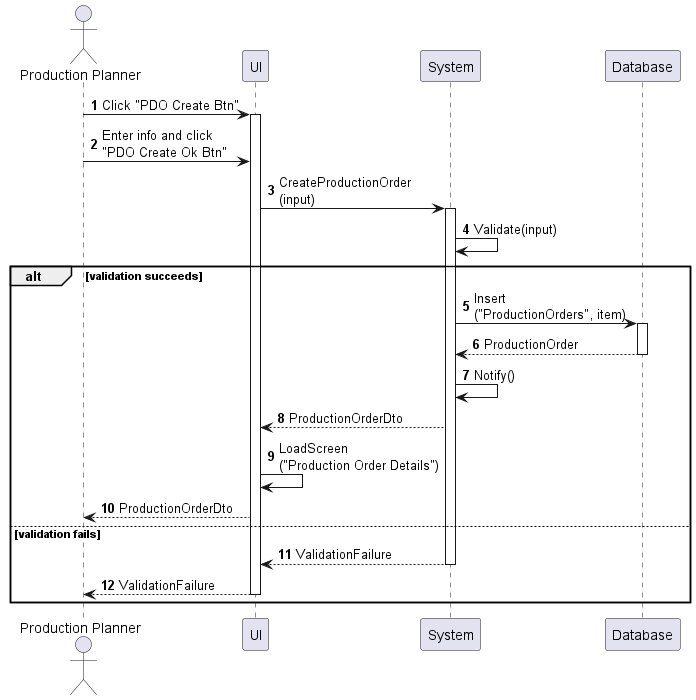 Production Planner
UI
System
Database
1 Click "PDO Create Btn"
2 Enter info and click
"PDO Create Ok Btn"
3 CreateProductionOrder
(input)
4 Validate(input)
alt [validation succeeds]
5 Insert
("ProductionOrders", item)
6 ProductionOrder
7 Notify()
8 ProductionOrderDto
9 LoadScreen
("Production Order Details")
10 ProductionOrderDto
[validation fails]
11 ValidationFailure
12 ValidationFailure
Production Planner
UI
System
Database